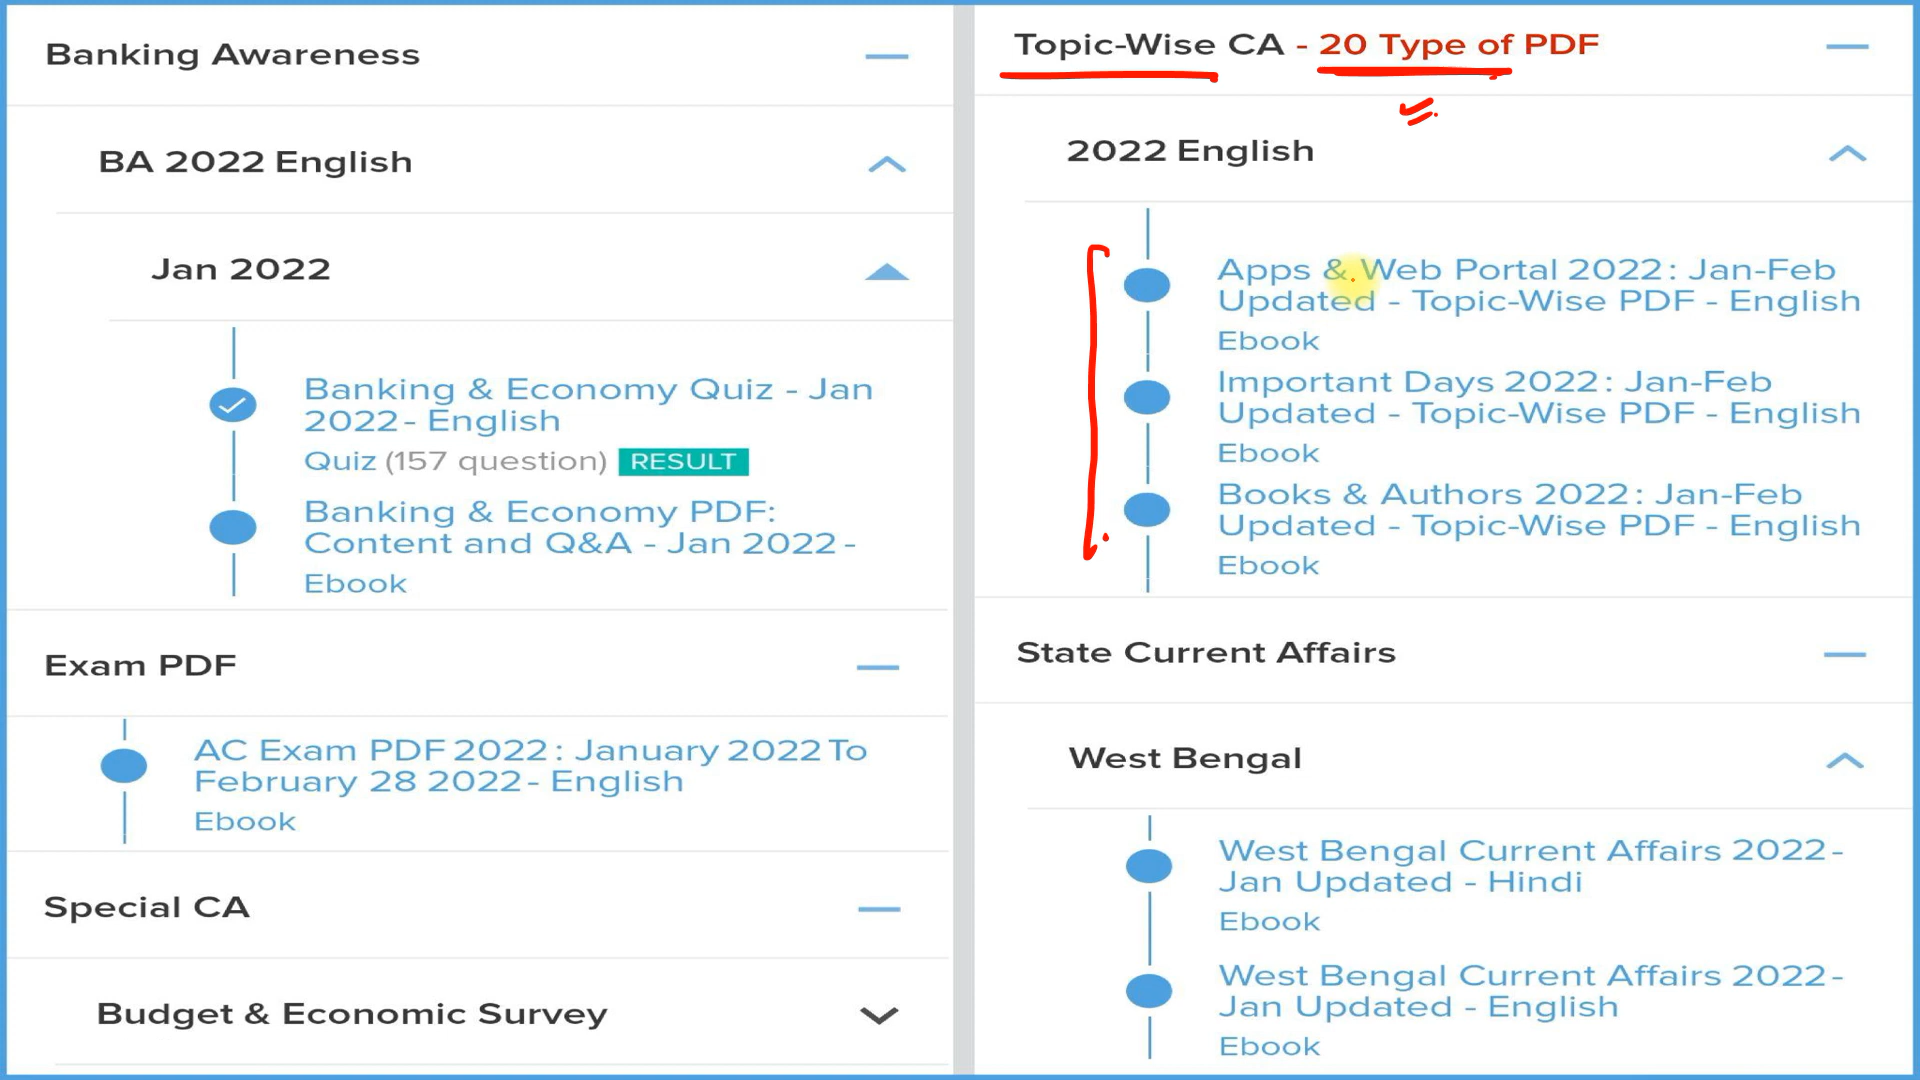 Banking Awareness
BA 2022 English
Jan 2022
Banking & Economy Quiz - Jan
2022- English
Quiz (157 question) RESULT
Banking & Economy PDF:
Content and Q&A - Jan 2022 -
Ebook
Exam PDF
AC Exam PDF 2022 : January 2022 To
February 28 2022- English
Ebook
Special CA
Budget & Economic Survey
Topic-Wise CA - 20 Type of PDF
2022 English
Apps & Web Portal 2022 : Jan-Feb
Updated - Topic-Wise PDF - English
Ebook
Important Days 2022 : Jan-Feb
Updated - Topic-Wise PDF - English
Ebook
Books & Authors 2022 : Jan-Feb
Updated - Topic-Wise PDF - English
Ebook
State Current Affairs
West Bengal
West Bengal Current Affairs 2022-
Jan Updated - Hindi
Ebook
West Bengal Current Affairs 2022-
Jan Updated - English
Ebook